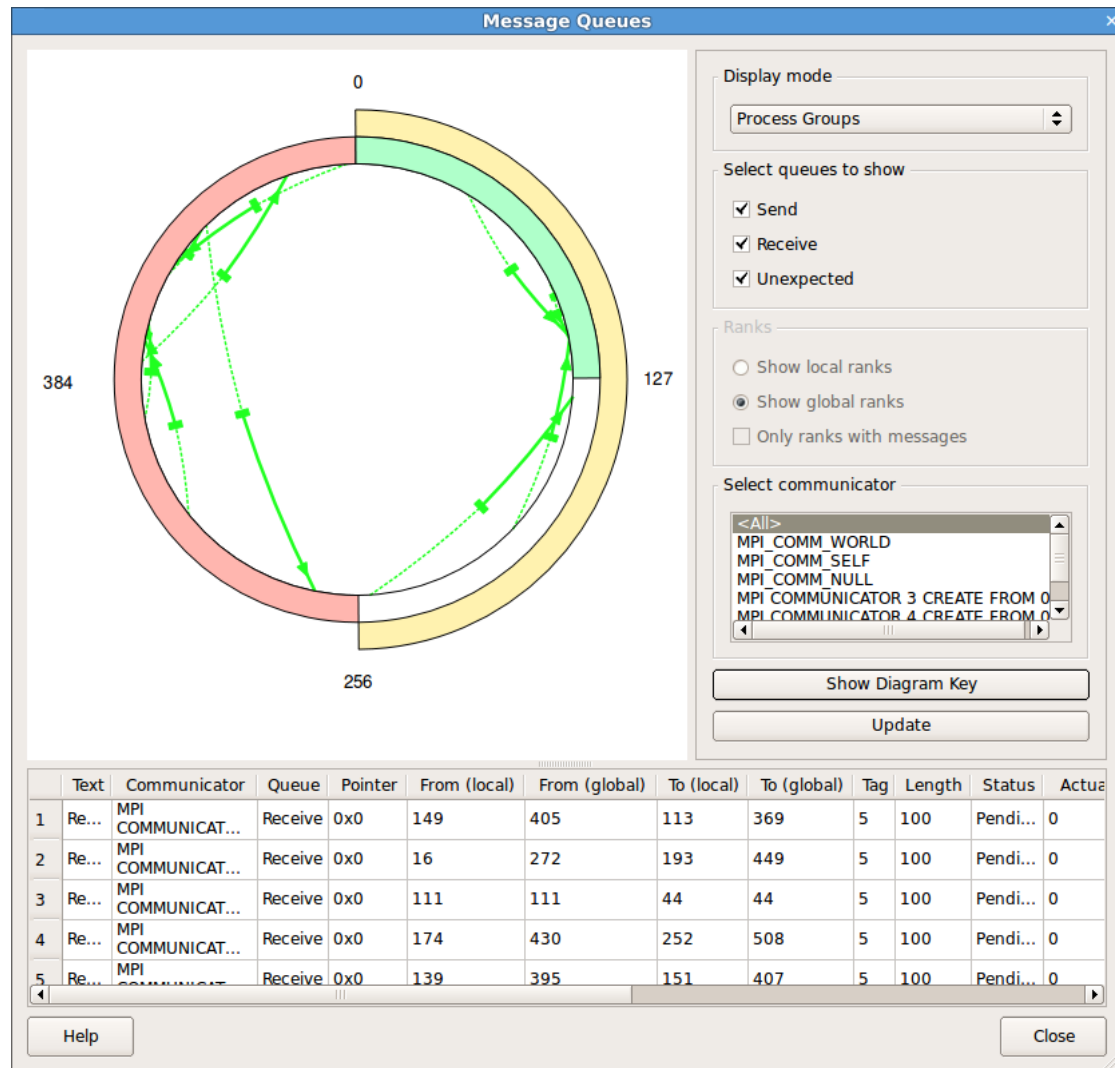 Message Queues
0
127
256
384
Display mode
Process Groups
Select queues to show
Send
Receive
Unexpected
Ranks
Show local ranks
Show global ranks
Only ranks with messages
Select communicator
<All>
MPI_COMM_WORLD
MPI_COMM_SELF
MPI_COMM_NULL
MPI COMMUNICATOR 3 CREATE FROM 0
MPI COMMUNICATOR 4 CREATE FROM 0
Show Diagram Key
Update
Text Communicator Queue Pointer From (local) From (global) To (local) To (global) Tag Length Status Actua
1 Re... MPI COMMUNICAT... Receive 0x0 149 405 113 369 5 100 Pendi... 0
2 Re... MPI COMMUNICAT... Receive 0x0 16 272 193 449 5 100 Pendi... 0
3 Re... MPI COMMUNICAT... Receive 0x0 111 111 44 44 5 100 Pendi... 0
4 Re... MPI COMMUNICAT... Receive 0x0 174 430 252 508 5 100 Pendi... 0
5 Re... MPI Receive 0x0 139 395 151 407 5 100 Pendi... 0
Help
Close